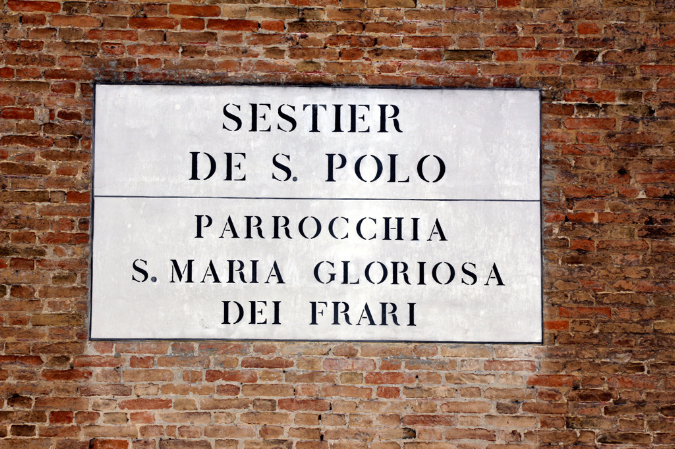 SESTIER
DE S. POLO
PARROCCHIA
S. MARIA GLORIOSA
DEI FRARI